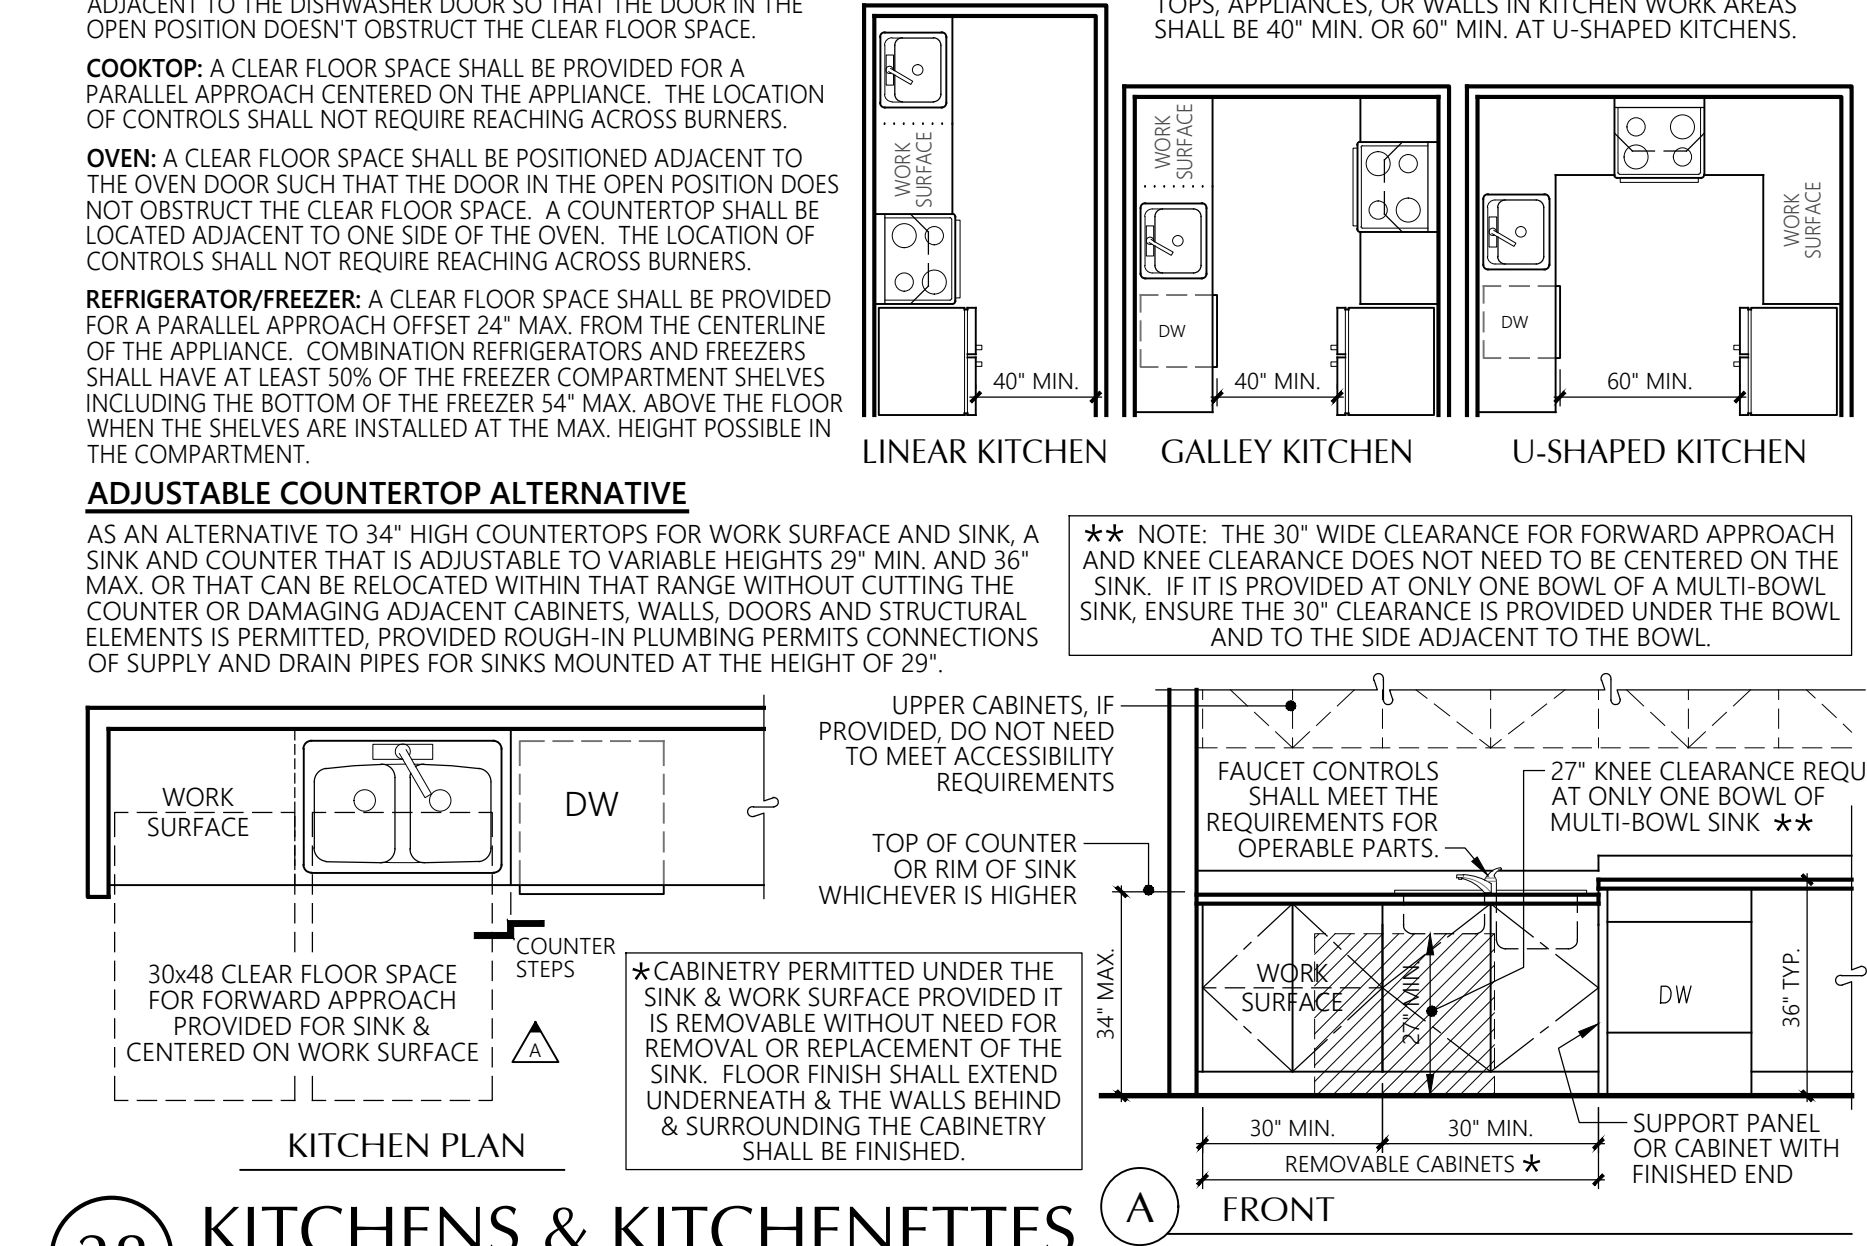 ADJACENT TO THE DISHWASHER DOOR SO THAT THE DOOR IN THE
OPEN POSITION DOESN'T OBSTRUCT THE CLEAR FLOOR SPACE.
COOKTOP: A CLEAR FLOOR SPACE SHALL BE PROVIDED FOR A
PARALLEL APPROACH CENTERED ON THE APPLIANCE. THE LOCATION
OF CONTROLS SHALL NOT REQUIRE REACHING ACROSS BURNERS.
OVEN: A CLEAR FLOOR SPACE SHALL BE POSITIONED ADJACENT TO
THE OVEN DOOR SUCH THAT THE DOOR IN THE OPEN POSITION DOES
NOT OBSTRUCT THE CLEAR FLOOR SPACE. A COUNTERTOP SHALL BE
LOCATED ADJACENT TO ONE SIDE OF THE OVEN. THE LOCATION OF
CONTROLS SHALL NOT REQUIRE REACHING ACROSS BURNERS.
REFRIGERATOR/FREEZER: A CLEAR FLOOR SPACE SHALL BE PROVIDED
FOR A PARALLEL APPROACH OFFSET 24" MAX. FROM THE CENTERLINE
OF THE APPLIANCE. COMBINATION REFRIGERATORS AND FREEZERS
SHALL HAVE AT LEAST 50% OF THE FREEZER COMPARTMENT SHELVES
INCLUDING THE BOTTOM OF THE FREEZER 54" MAX. ABOVE THE FLOOR
WHEN THE SHELVES ARE INSTALLED AT THE MAX. HEIGHT POSSIBLE IN
THE COMPARTMENT.
TOPS, APPLIANCES, OR WALLS IN KITCHEN WORK AREAS
SHALL BE 40" MIN. OR 60" MIN. AT U-SHAPED KITCHENS.
WORK
SURFACE
40" MIN.
LINEAR KITCHEN
WORK
SURFACE
DW
40" MIN.
GALLEY KITCHEN
WORK
SURFACE
DW
60" MIN.
U-SHAPED KITCHEN
ADJUSTABLE COUNTERTOP ALTERNATIVE
AS AN ALTERNATIVE TO 34" HIGH COUNTERTOPS FOR WORK SURFACE AND SINK, A
SINK AND COUNTER THAT IS ADJUSTABLE TO VARIABLE HEIGHTS 29" MIN. AND 36"
MAX. OR THAT CAN BE RELOCATED WITHIN THAT RANGE WITHOUT CUTTING THE
COUNTER OR DAMAGING ADJACENT CABINETS, WALLS, DOORS AND STRUCTURAL
ELEMENTS IS PERMITTED, PROVIDED ROUGH-IN PLUMBING PERMITS CONNECTIONS
OF SUPPLY AND DRAIN PIPES FOR SINKS MOUNTED AT THE HEIGHT OF 29".
** NOTE: THE 30" WIDE CLEARANCE FOR FORWARD APPROACH
AND KNEE CLEARANCE DOES NOT NEED TO BE CENTERED ON THE
SINK. IF IT IS PROVIDED AT ONLY ONE BOWL OF A MULTI-BOWL
SINK, ENSURE THE 30" CLEARANCE IS PROVIDED UNDER THE BOWL
AND TO THE SIDE ADJACENT TO THE BOWL.
WORK
SURFACE
DW
COUNTER
STEPS
30x48 CLEAR FLOOR SPACE
FOR FORWARD APPROACH
PROVIDED FOR SINK &
CENTERED ON WORK SURFACE
A
KITCHEN PLAN
UPPER CABINETS, IF
PROVIDED, DO NOT NEED
TO MEET ACCESSIBILITY
REQUIREMENTS
TOP OF COUNTER
OR RIM OF SINK
WHICHEVER IS HIGHER
*CABINETRY PERMITTED UNDER THE
SINK & WORK SURFACE PROVIDED IT
IS REMOVABLE WITHOUT NEED FOR
REMOVAL OR REPLACEMENT OF THE
SINK. FLOOR FINISH SHALL EXTEND
UNDERNEATH & THE WALLS BEHIND
& SURROUNDING THE CABINETRY
SHALL BE FINISHED.
FAUCET CONTROLS
SHALL MEET THE
REQUIREMENTS FOR
OPERABLE PARTS.
27" KNEE CLEARANCE REQU
AT ONLY ONE BOWL OF
MULTI-BOWL SINK **
34" MAX.
WORK
SURFACE
27" MIN.
DW
36" TYP.
30" MIN.
30" MIN.
REMOVABLE CABINETS *
SUPPORT PANEL
OR CABINET WITH
FINISHED END
A
FRONT
KITCHENS & KITCHENETTES